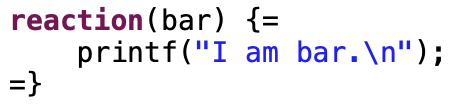 reaction(bar) {=
    printf("I am bar.\n");
=}